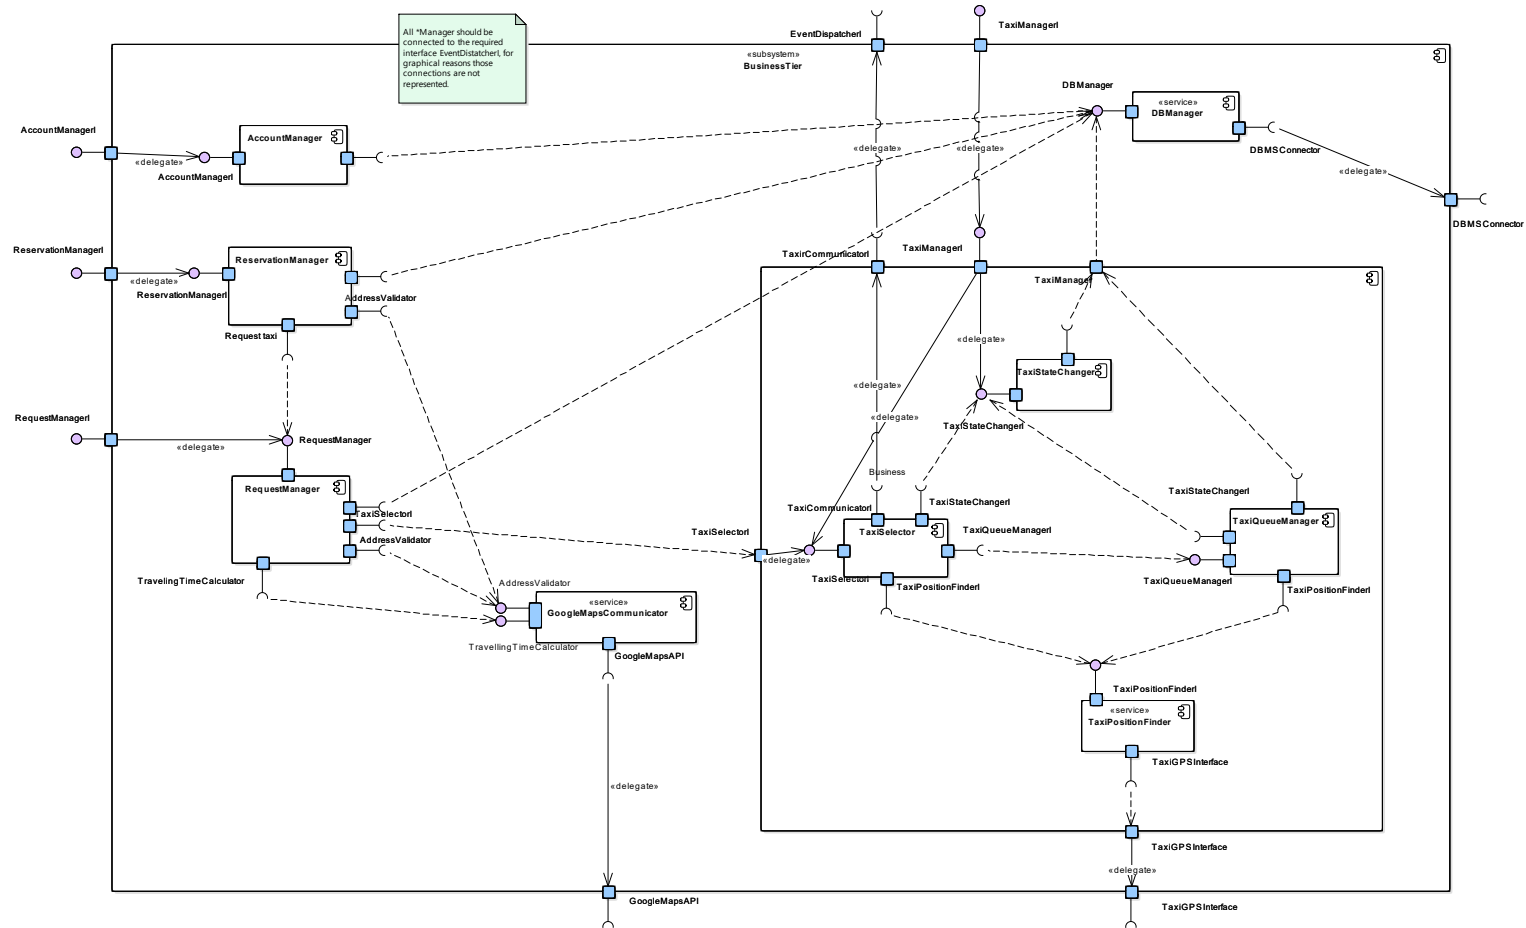 TaxiManagerI
EventDispatcherI
All *Manager should be
connected to the required
interface EventDistatcherI, for
graphical reasons those
connections are not
represented.
«subsystem»
BusinessTier
DBManager
«service»
DBManager
AccountManagerI
AccountManager
«delegate»
AccountManagerI
«delegate»
«delegate»
DBMSConnector
«delegate»
DBMSConnector
ReservationManagerI
ReservationManager
«delegate»
ReservationManagerI
AddressValidator
Request taxi
TaxirCommunicatorI
TaxiManagerI
TaxiManager
«delegate»
TaxiStateChanger
«delegate»
«delegate»
TaxiStateChangerI
RequestManagerI
«delegate»
RequestManager
Business
RequestManager
TaxiSelectorI
AddressValidator
TravelingTimeCalculator
TaxiSelectorI
«delegate»
TaxiCommunicatorI
TaxiStateChangerI
TaxiSelector
TaxiQueueManagerI
TaxiSelectorI
TaxiPositionFinderI
TaxiStateChangerI
TaxiQueueManager
TaxiQueueManagerI
TaxiPositionFinderI
AddressValidator
«service»
GoogleMapsCommunicator
TravellingTimeCalculator
GoogleMapsAPI
TaxiPositionFinderI
«service»
TaxiPositionFinder
TaxiGPSInterface
«delegate»
TaxiGPSInterface
«delegate»
GoogleMapsAPI
TaxiGPSInterface